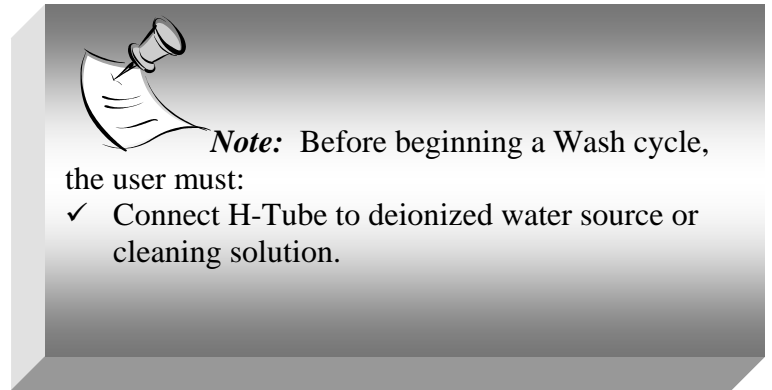 Note: Before beginning a Wash cycle,
the user must:
✓ Connect H-Tube to deionized water source or
cleaning solution.